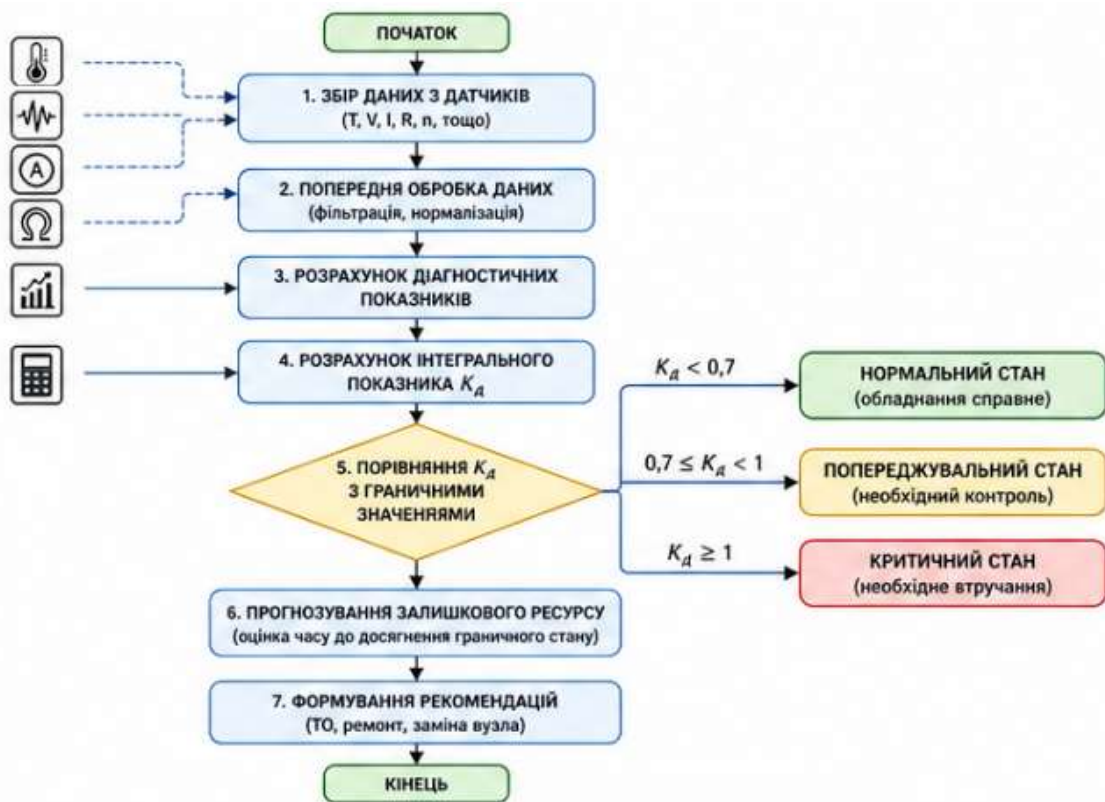 ПОЧАТОК
1. ЗБІР ДАНИХ З ДАТЧИКІВ
(T, V, I, R, n, тощо)
A
2. ПОПЕРЕДНЯ ОБРОБКА ДАНИХ
(фільтрація, нормалізація)
Ω
3. РОЗРАХУНОК ДІАГНОСТИЧНИХ
ПОКАЗНИКІВ
4. РОЗРАХУНОК ІНТЕГРАЛЬНОГО
ПОКАЗНИКА Kд
5. ПОРІВНЯННЯ Kд
З ГРАНИЧНИМИ
ЗНАЧЕННЯМИ
Kд < 0,7
НОРМАЛЬНИЙ СТАН
(обладнання справне)
0,7 ≤ Kд < 1
ПОПЕРЕДЖУВАЛЬНИЙ СТАН
(необхідний контроль)
Kд ≥ 1
КРИТИЧНИЙ СТАН
(необхідне втручання)
6. ПРОГНОЗУВАННЯ ЗАЛИШКОВОГО РЕСУРСУ
(оцінка часу до досягнення граничного стану)
7. ФОРМУВАННЯ РЕКОМЕНДАЦІЙ
(ТО, ремонт, заміна вузла)
КІНЕЦЬ